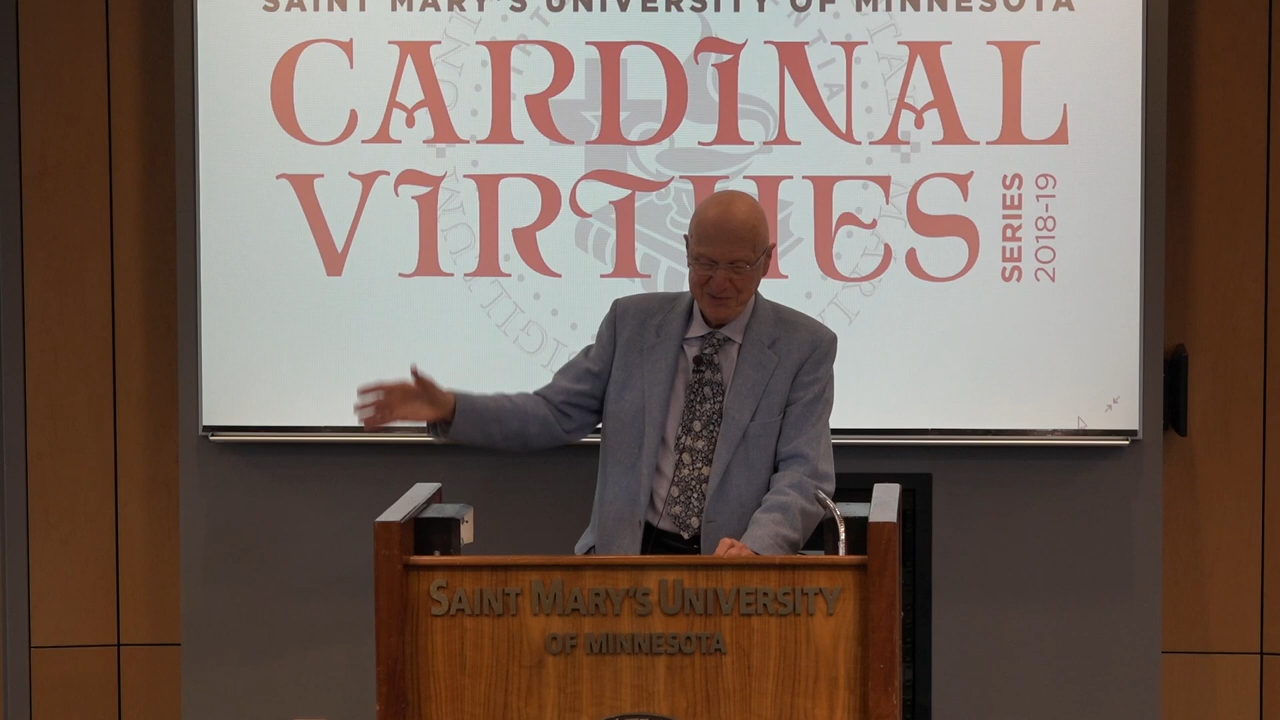 SAINT MARY'S UNIVERSITY OF MINNESOTA
CARDINAL
VIRTUES
SERIES
2018-19
SAINT MARY'S UNIVERSITY
OF MINNESOTA